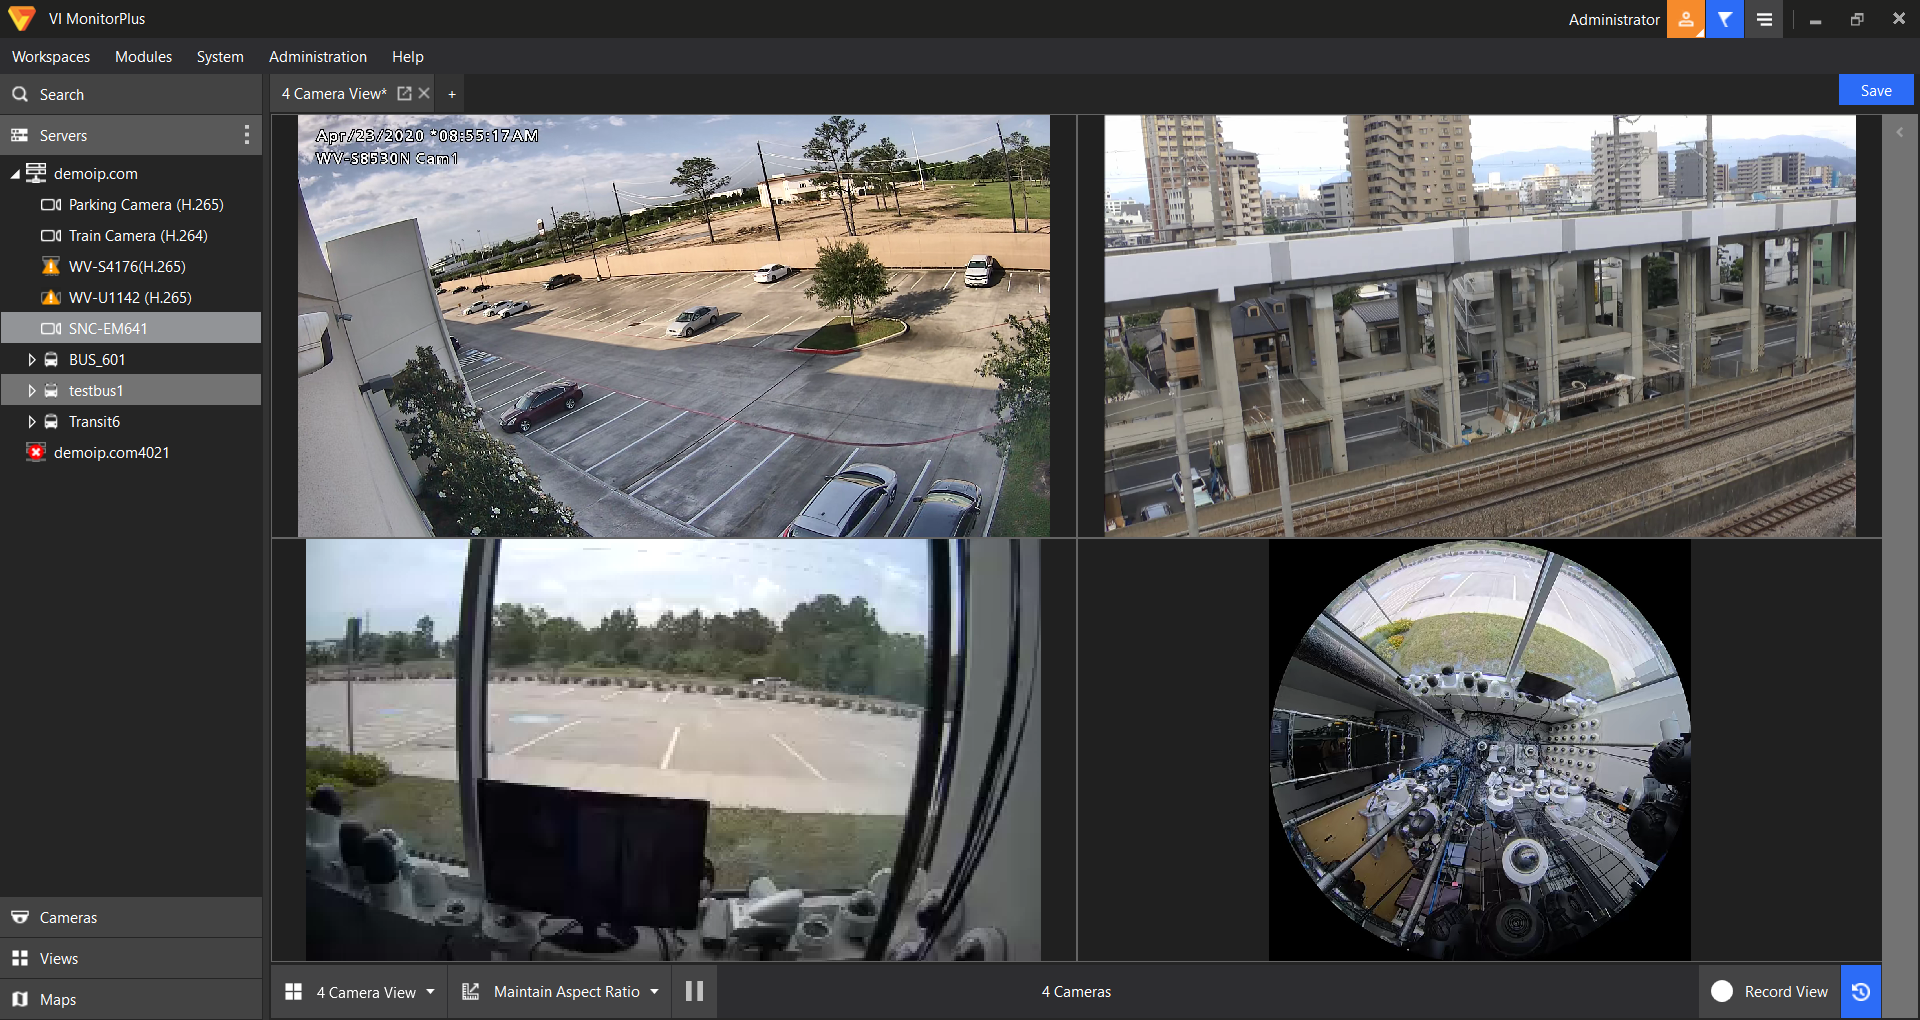 VI MonitorPlus
Administrator
Workspaces Modules System Administration Help
Search
4 Camera View* +
Save
Servers
demoip.com
Parking Camera (H.265)
Train Camera (H.264)
WV-S4176(H.265)
WV-U1142 (H.265)
SNC-EM641
BUS_601
testbus1
Transit6
demoip.com4021
Apr/23/2020 *08:55:17AM
WV-S8530N Cam1
Cameras
Views
Maps
4 Camera View
Maintain Aspect Ratio
4 Cameras
Record View